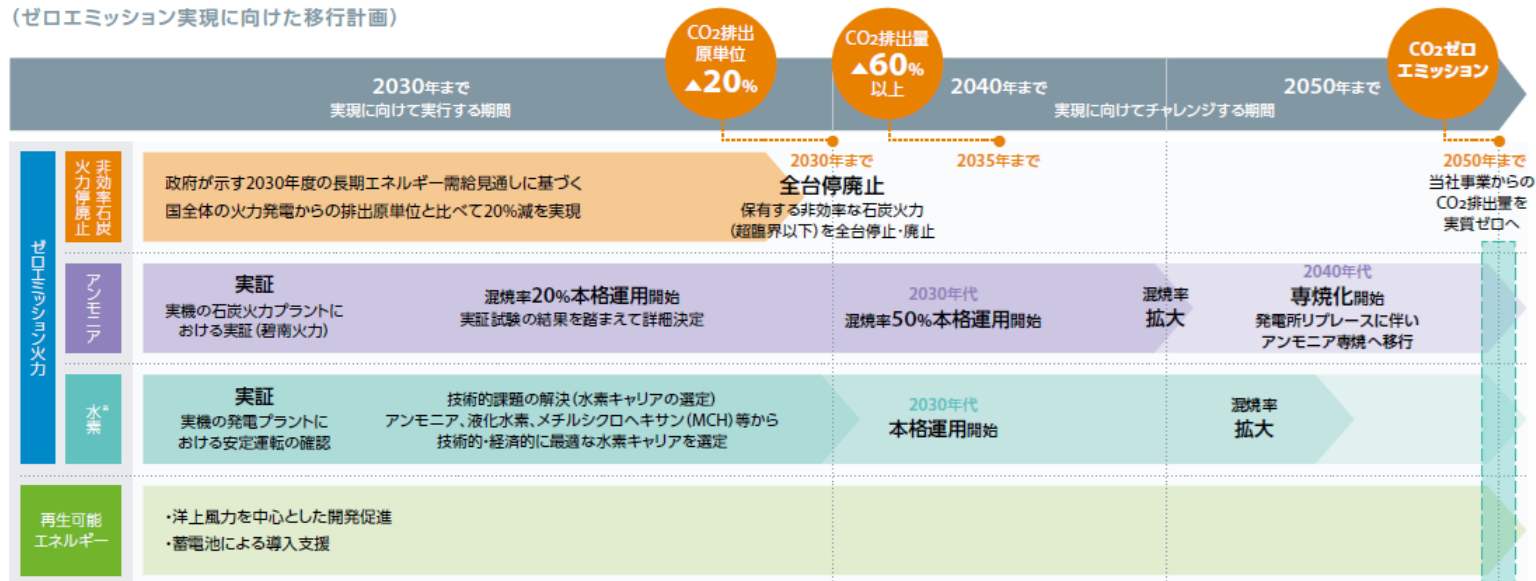 (ゼロエミッション実現に向けた移行計画)
CO2排出
原単位
▲20%
CO2排出量
▲60%
以上
CO2ゼロ
エミッション
2030年まで
実現に向けて実行する期間
2040年まで
2050年まで
実現に向けてチャレンジする期間
2030年まで
2035年まで
2050年まで
ゼロエミッション火力
非効率石炭
火力停廃止
政府が示す2030年度の長期エネルギー需給見通しに基づく
国全体の火力発電からの排出原単位と比べて20%減を実現
全台停廃止
保有する非効率な石炭火力
(超臨界以下)を全台停止・廃止
当社事業からの
CO2排出量を
実質ゼロへ
アンモニア
実証
実機の石炭火力プラントに
おける実証(碧南火力)
混焼率20%本格運用開始
実証試験の結果を踏まえて詳細決定
2030年代
混焼率50%本格運用開始
混焼率
拡大
2040年代
専焼化開始
発電所リプレースに伴い
アンモニア専焼へ移行
水素※
実証
実機の発電プラントに
おける安定運転の確認
技術的課題の解決(水素キャリアの選定)
アンモニア、液化水素、メチルシクロヘキサン(MCH)等から
技術的・経済的に最適な水素キャリアを選定
2030年代
本格運用開始
混焼率
拡大
再生可能
エネルギー
・洋上風力を中心とした開発促進
・蓄電池による導入支援